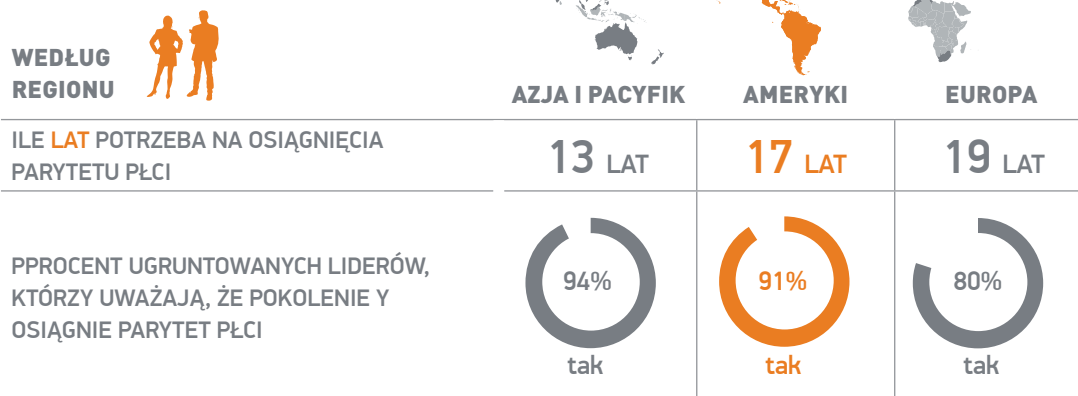 WEDŁUG
REGIONU
AZJA I PACYFIK
AMERYKI
EUROPA
ILE LAT POTRZEBA NA OSIĄGNIĘCIA
PARYTETU PŁCI
13 LAT
17 LAT
19 LAT
PPROCENT UGRUNTOWANYCH LIDERÓW,
KTÓRZY UWAŻAJĄ, ŻE POKOLENIE Y
OSIĄGNIE PARYTET PŁCI
94%
tak
91%
tak
80%
tak